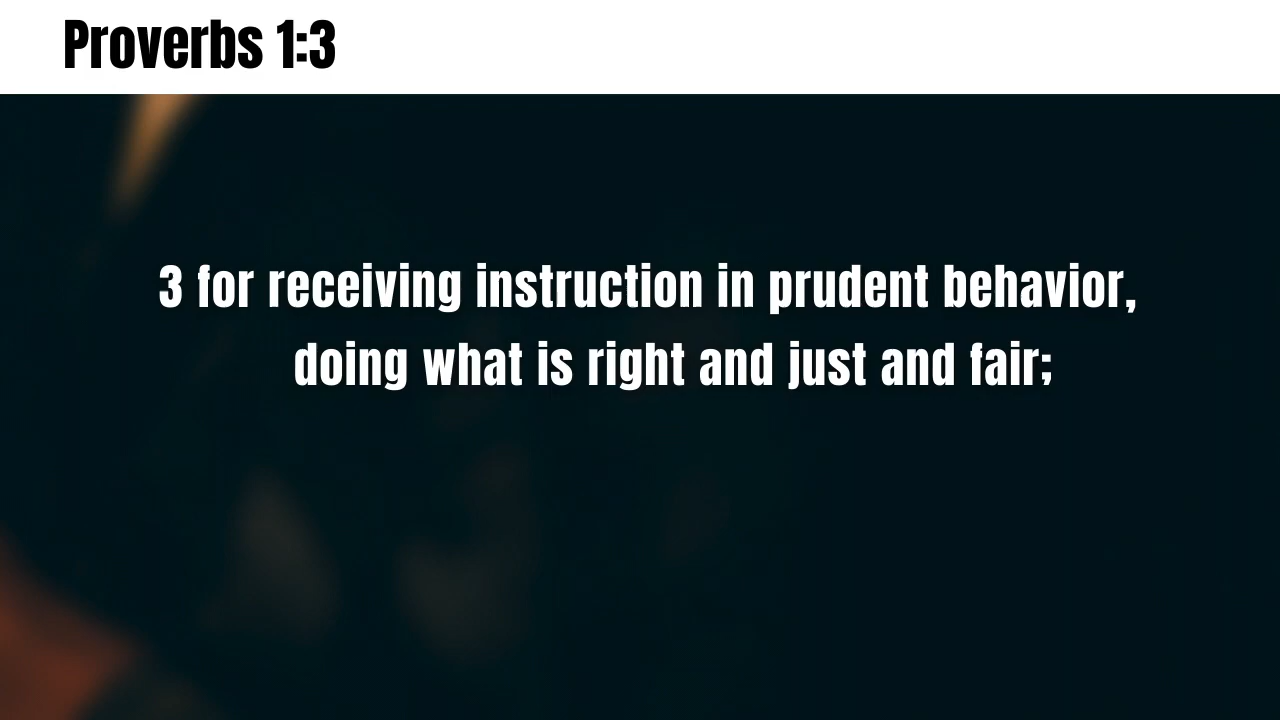 Proverbs 1:3
3 for receiving instruction in prudent behavior,
doing what is right and just and fair;